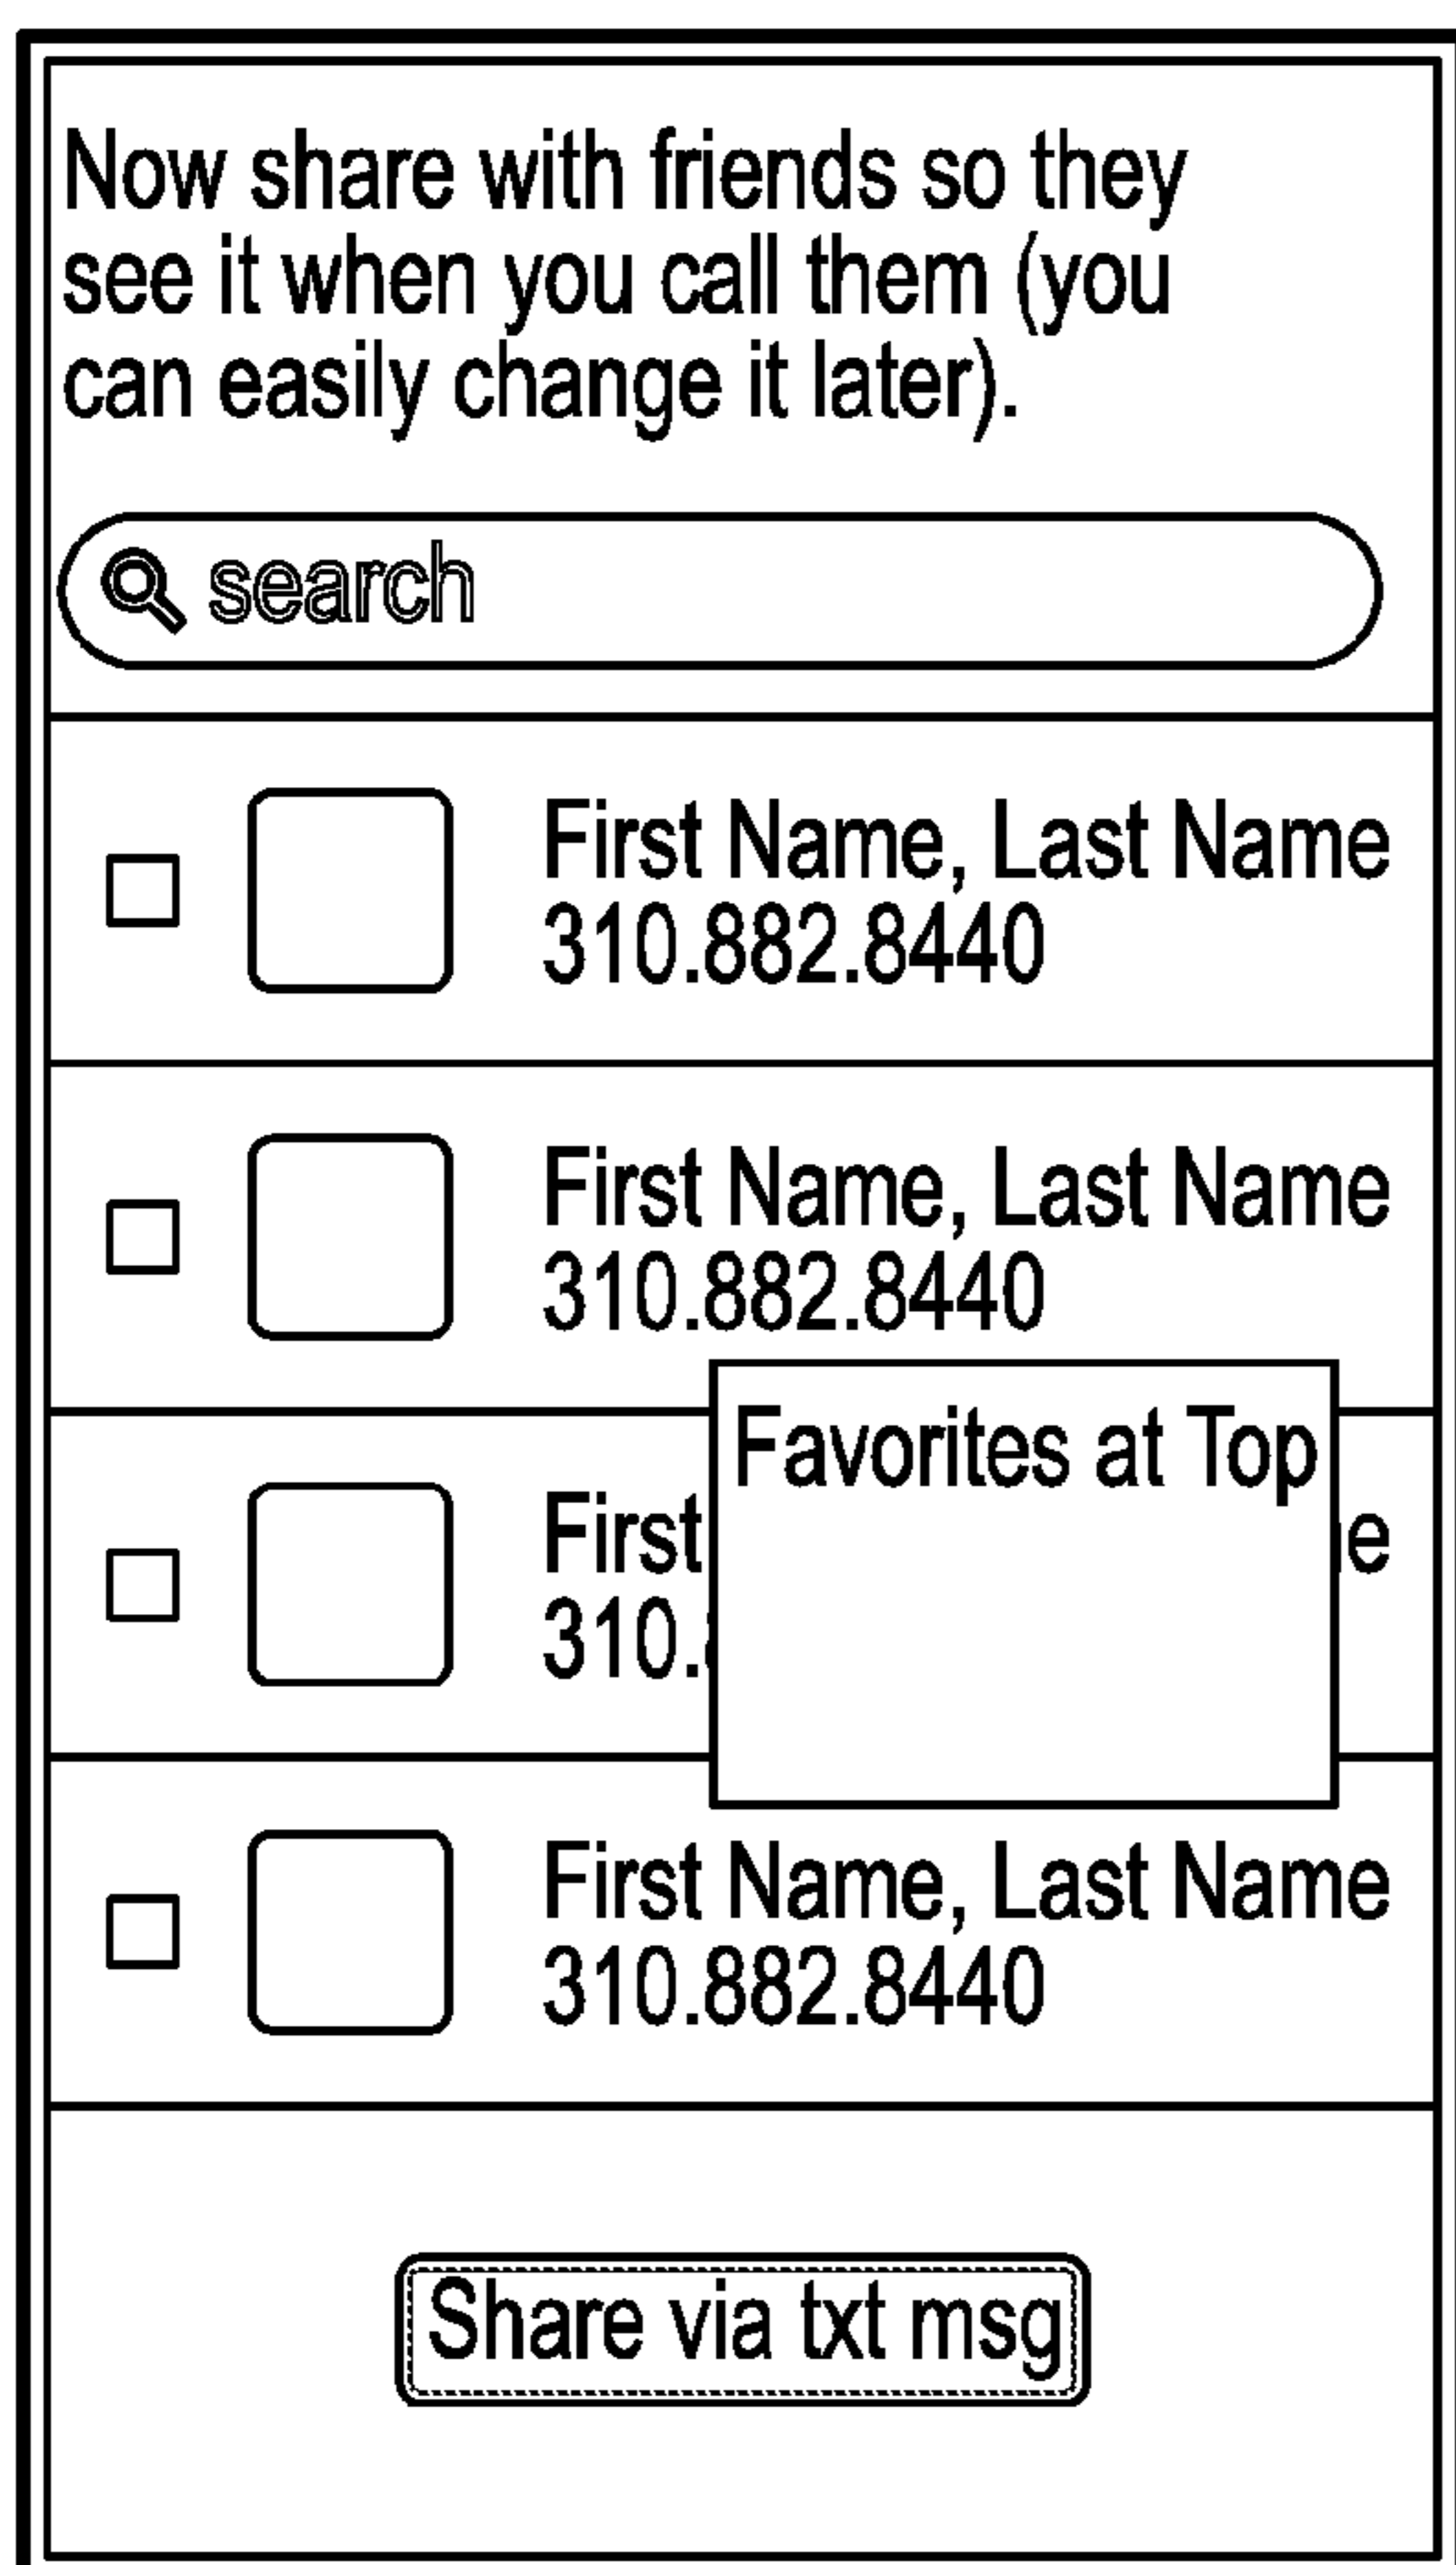 Now share with friends so they
see it when you call them (you
can easily change it later).
search
First Name, Last Name
310.882.8440
First Name, Last Name
310.882.8440
Favorites at Top
First
310.
First Name, Last Name
310.882.8440
Share via txt msg